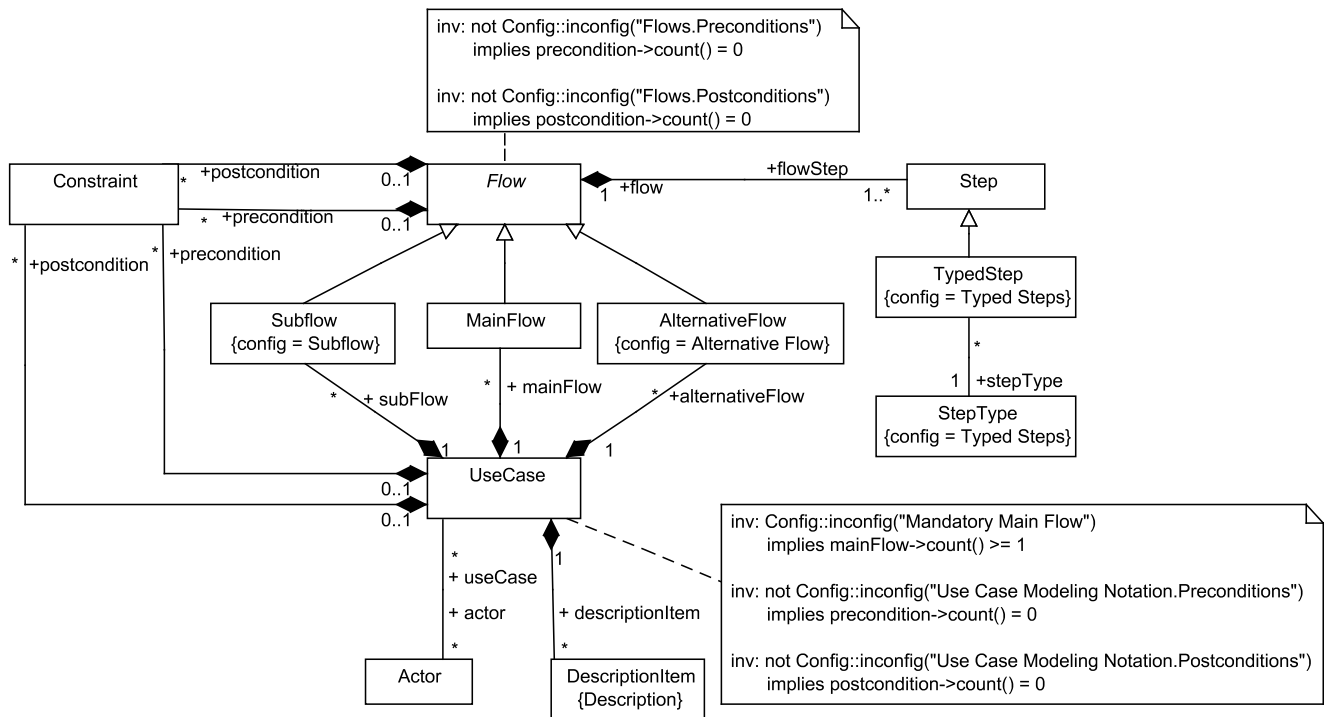 inv: not Config::inconfig("Flows.Preconditions")
implies precondition->count() = 0
inv: not Config::inconfig("Flows.Postconditions")
implies postcondition->count() = 0
Constraint
*
+postcondition
0..1
Flow
1
+flow
+flowStep
1..*
Step
*
+precondition
0..1
*
+postcondition
*
+precondition
TypedStep
{config = Typed Steps}
Subflow
{config = Subflow}
MainFlow
AlternativeFlow
{config = Alternative Flow}
*
1
+stepType
StepType
{config = Typed Steps}
*
+ subFlow
*
+ mainFlow
*
+alternativeFlow
1
1
1
UseCase
0..1
0..1
inv: Config::inconfig("Mandatory Main Flow")
implies mainFlow->count() >= 1
inv: not Config::inconfig("Use Case Modeling Notation.Preconditions")
implies precondition->count() = 0
inv: not Config::inconfig("Use Case Modeling Notation.Postconditions")
implies postcondition->count() = 0
*
+ useCase
1
+ actor
+ descriptionItem
*
*
Actor
DescriptionItem
{Description}